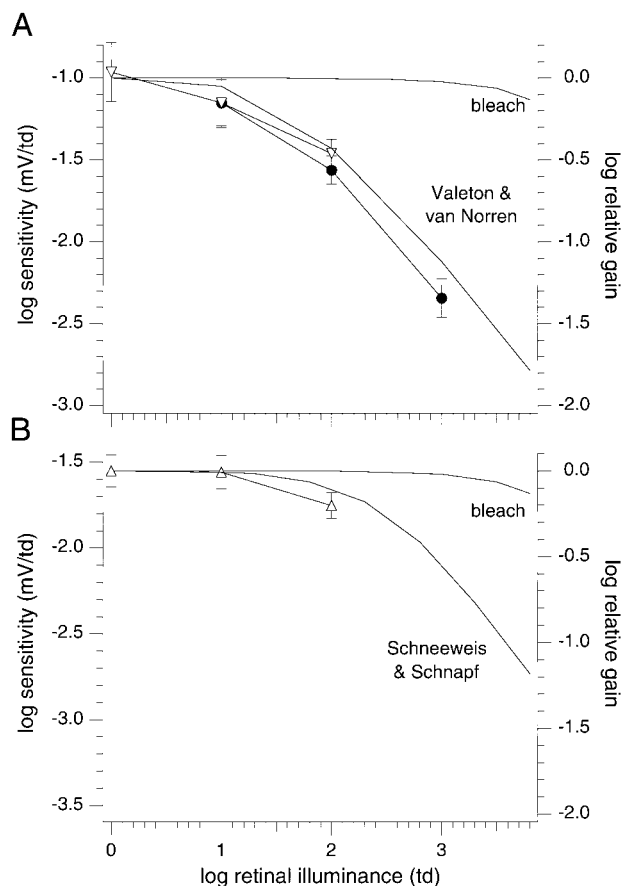 A
-1.0
-1.5
-2.0
-2.5
-3.0
log sensitivity (mV/td)
0.0
-0.5
-1.0
-1.5
-2.0
log relative gain
bleach
Valeton &
van Norren
B
-1.5
-2.0
-2.5
-3.0
-3.5
log sensitivity (mV/td)
0.0
-0.5
-1.0
-1.5
-2.0
log relative gain
bleach
Schneeweis
& Schnapf
0 1 2 3
log retinal illuminance (td)